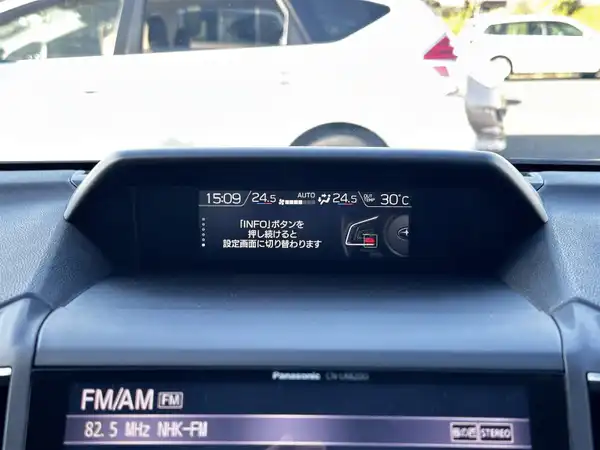 15:09 24.5 AUTO 24.5 OUT TEMP 30℃
「INFO」ボタンを
押し続けると
設定画面に切り替わります
Panasonic
FM/AM FM
82.5 MHz NHK-FM STEREO